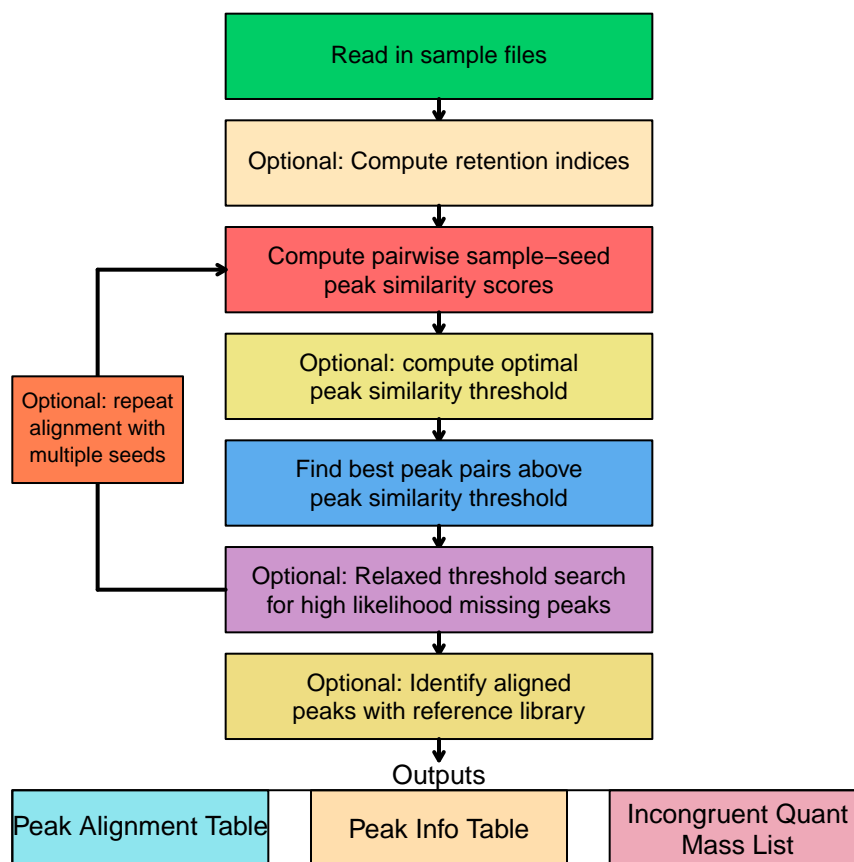 Read in sample files
Optional: Compute retention indices
Compute pairwise sample−seed
peak similarity scores
Optional: compute optimal
peak similarity threshold
Optional: repeat
alignment with
multiple seeds
Find best peak pairs above
peak similarity threshold
Optional: Relaxed threshold search
for high likelihood missing peaks
Optional: Identify aligned
peaks with reference library
Outputs
Peak Alignment Table
Peak Info Table
Incongruent Quant
Mass List